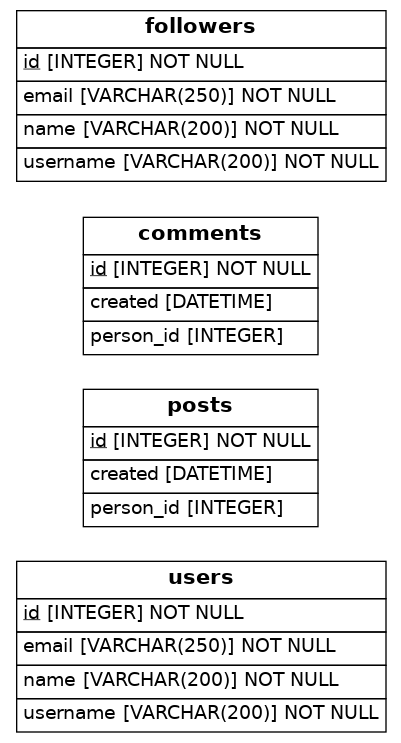 followers
id [INTEGER] NOT NULL
email [VARCHAR(250)] NOT NULL
name [VARCHAR(200)] NOT NULL
username [VARCHAR(200)] NOT NULL
comments
id [INTEGER] NOT NULL
created [DATETIME]
person_id [INTEGER]
posts
id [INTEGER] NOT NULL
created [DATETIME]
person_id [INTEGER]
users
id [INTEGER] NOT NULL
email [VARCHAR(250)] NOT NULL
name [VARCHAR(200)] NOT NULL
username [VARCHAR(200)] NOT NULL